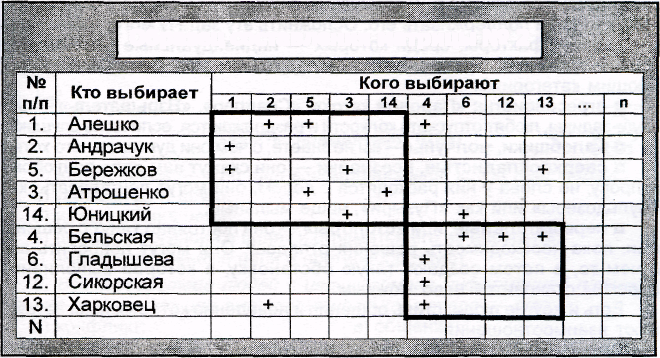 № п/п Кто выбирает Кого выбирают
1 2 5 3 14 4 6 12 13 ... n
1. Алешко + + +
2. Андрачук +
5. Бережков + + +
3. Атрошенко + +
14. Юницкий + +
4. Бельская + + +
6. Гладышева +
12. Сикорская +
13. Харковец + +
N